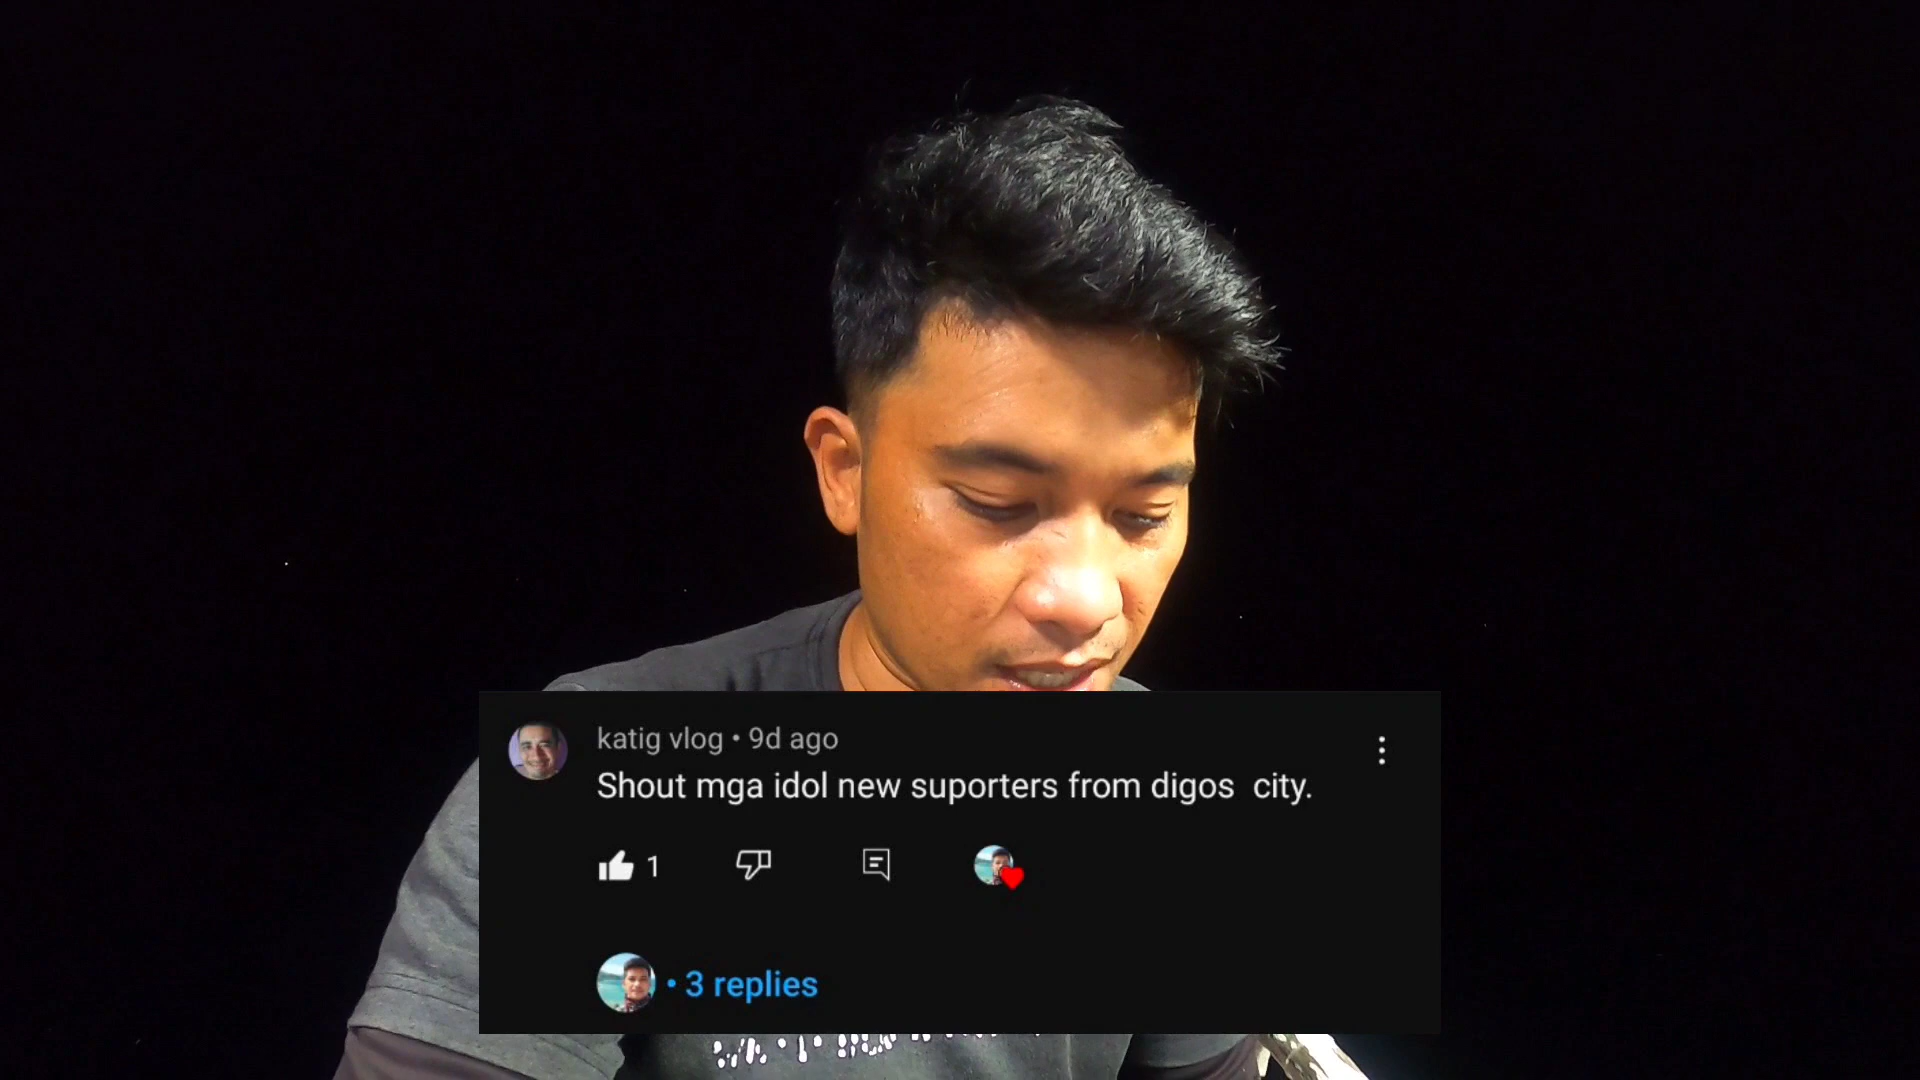 katig vlog • 9d ago
Shout mga idol new suporters from digos  city.
1
• 3 replies